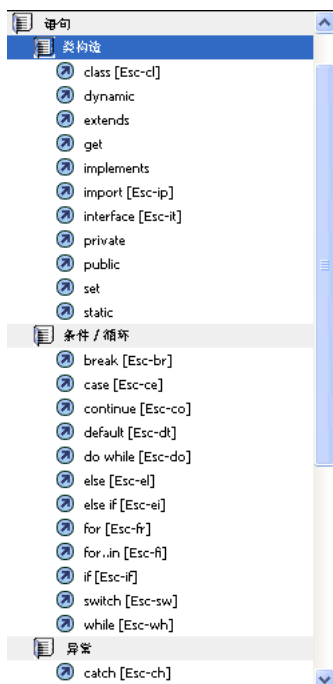 语句
类构造
class [Esc-cl]
dynamic
extends
get
implements
import [Esc-ip]
interface [Esc-it]
private
public
set
static
条件 / 循环
break [Esc-br]
case [Esc-ce]
continue [Esc-co]
default [Esc-dt]
do while [Esc-do]
else [Esc-el]
else if [Esc-ei]
for [Esc-fr]
for..in [Esc-fi]
if [Esc-if]
switch [Esc-sw]
while [Esc-wh]
异常
catch [Esc-ch]